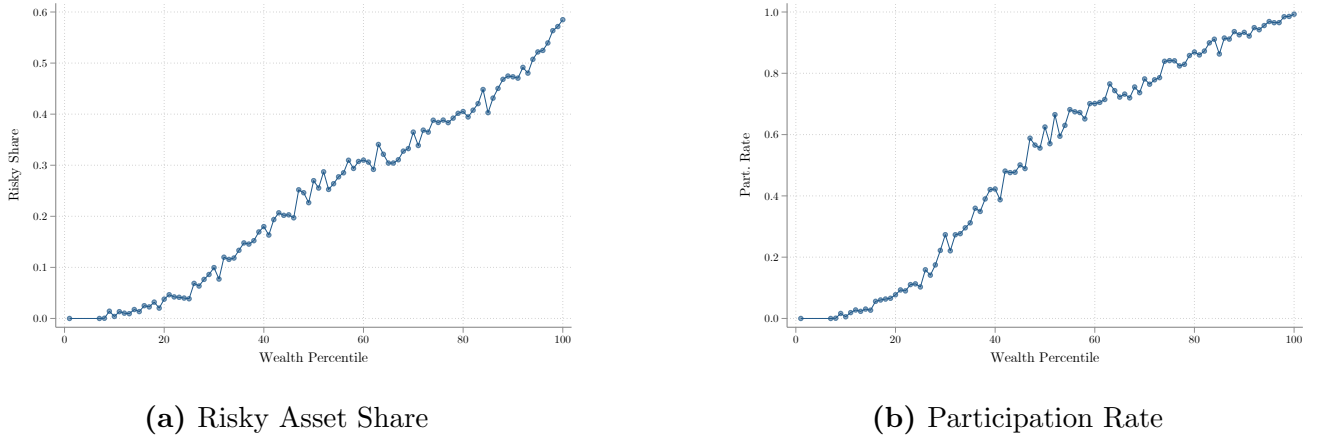 0.6
0.5
0.4
0.3
0.2
0.1
0.0
Risky Share
0 20 40 60 80 100
Wealth Percentile
(a) Risky Asset Share
1.0
0.8
0.6
0.4
0.2
0.0
Part. Rate
0 20 40 60 80 100
Wealth Percentile
(b) Participation Rate